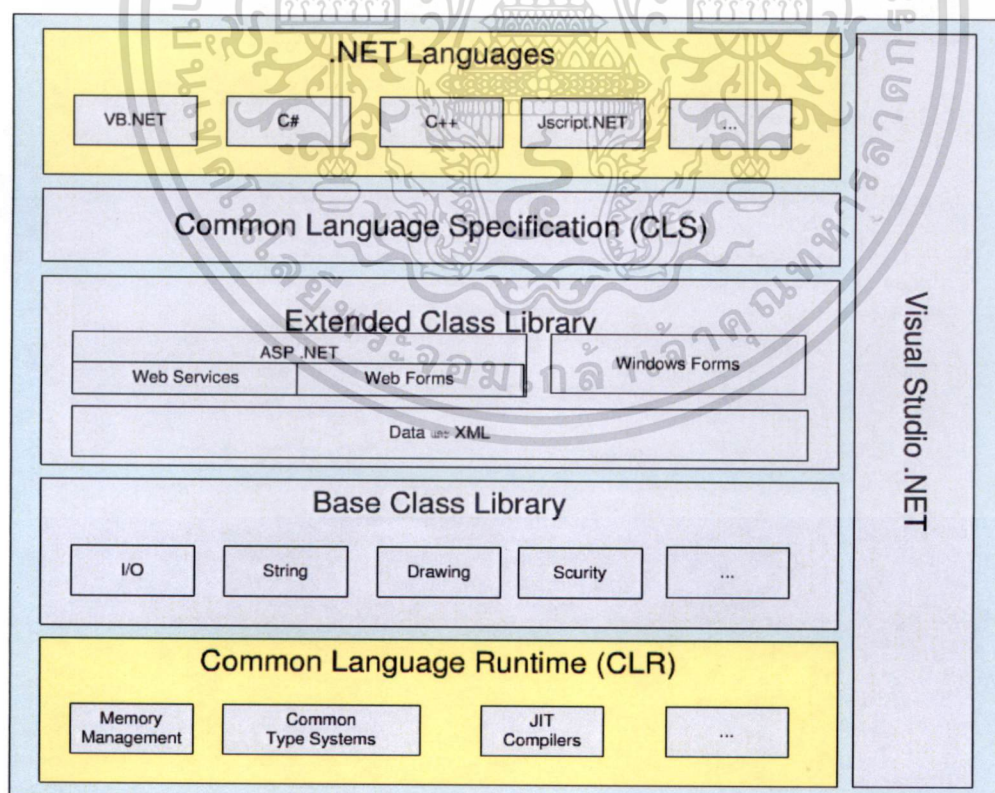 .NET Languages
VB.NET
C#
C++
Jscript.NET
...
Common Language Specification (CLS)
Extended Class Library
ASP .NET
Web Services
Web Forms
Windows Forms
Data และ XML
Base Class Library
I/O
String
Drawing
Scurity
...
Common Language Runtime (CLR)
Memory
Management
Common
Type Systems
JIT
Compilers
...
Visual Studio .NET